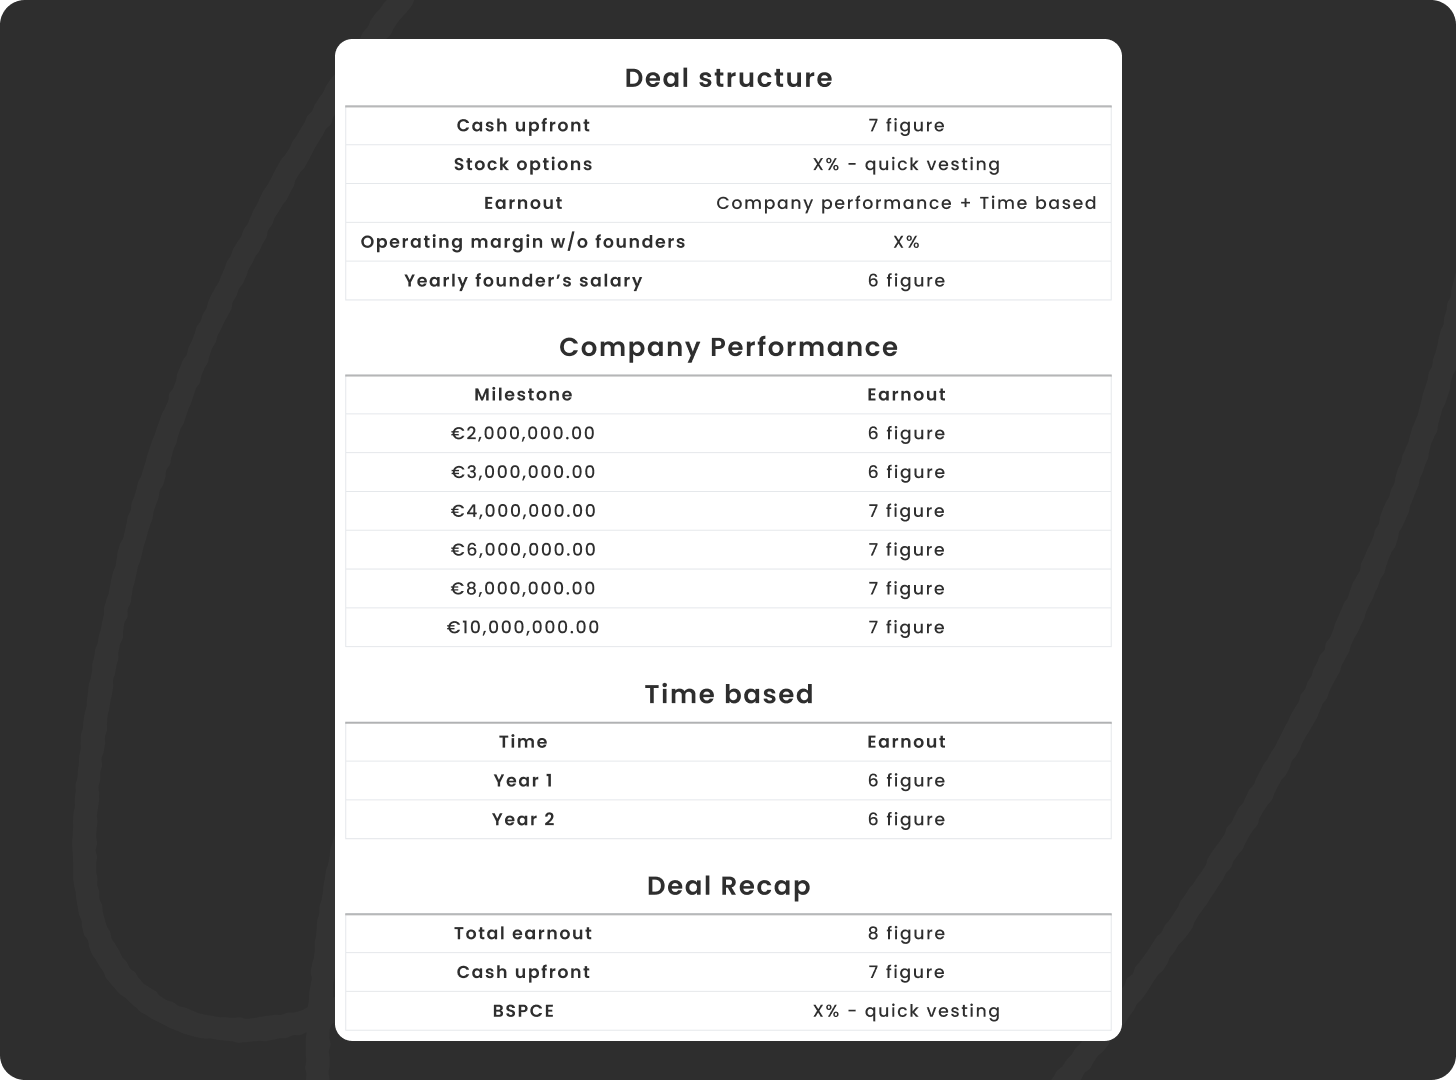 Deal structure
Cash upfront 7 figure
Stock options X% - quick vesting
Earnout Company performance + Time based
Operating margin w/o founders X%
Yearly founder’s salary 6 figure
Company Performance
Milestone Earnout
€2,000,000.00 6 figure
€3,000,000.00 6 figure
€4,000,000.00 7 figure
€6,000,000.00 7 figure
€8,000,000.00 7 figure
€10,000,000.00 7 figure
Time based
Time Earnout
Year 1 6 figure
Year 2 6 figure
Deal Recap
Total earnout 8 figure
Cash upfront 7 figure
BSPCE X% - quick vesting